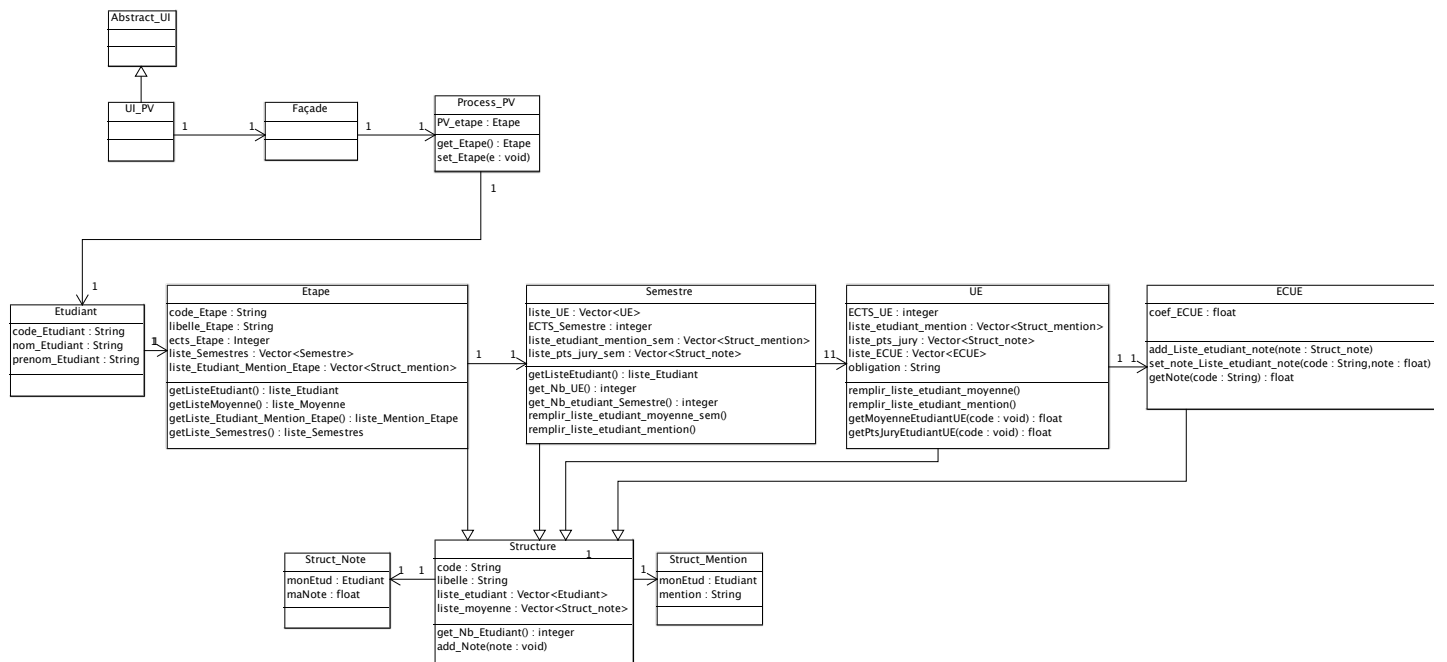 Abstract_UI
UI_PV
1
1
Façade
1
1
Process_PV
PV_etape : Etape
get_Etape() : Etape
set_Etape(e : void)
1
1
Etudiant
code_Etudiant : String
nom_Etudiant : String
prenom_Etudiant : String
1
1
Etape
code_Etape : String
libelle_Etape : String
ects_Etape : Integer
liste_Semestres : Vector<Semestre>
liste_Etudiant_Mention_Etape : Vector<Struct_mention>
getListeEtudiant() : liste_Etudiant
getListeMoyenne() : liste_Moyenne
getListe_Etudiant_Mention_Etape() : liste_Mention_Etape
getListe_Semestres() : liste_Semestres
1
1
Semestre
liste_UE : Vector<UE>
ECTS_Semestre : integer
liste_etudiant_mention_sem : Vector<Struct_mention>
liste_pts_jury_sem : Vector<Struct_note>
getListeEtudiant() : liste_Etudiant
get_Nb_UE() : integer
get_Nb_etudiant_Semestre() : integer
remplir_liste_etudiant_moyenne_sem()
remplir_liste_etudiant_mention()
1
1
UE
ECTS_UE : integer
liste_etudiant_mention : Vector<Struct_mention>
liste_pts_jury : Vector<Struct_note>
liste_ECUE : Vector<ECUE>
obligation : String
remplir_liste_etudiant_moyenne()
remplir_liste_etudiant_mention()
getMoyenneEtudiantUE(code : void) : float
getPtsJuryEtudiantUE(code : void) : float
1
1
ECUE
coef_ECUE : float
add_Liste_etudiant_note(note : Struct_note)
set_note_Liste_etudiant_note(code : String,note : float)
getNote(code : String) : float
Struct_Note
monEtud : Etudiant
maNote : float
1
1
Structure
1
code : String
libelle : String
liste_etudiant : Vector<Etudiant>
liste_moyenne : Vector<Struct_note>
get_Nb_Etudiant() : integer
add_Note(note : void)
1
Struct_Mention
monEtud : Etudiant
mention : String